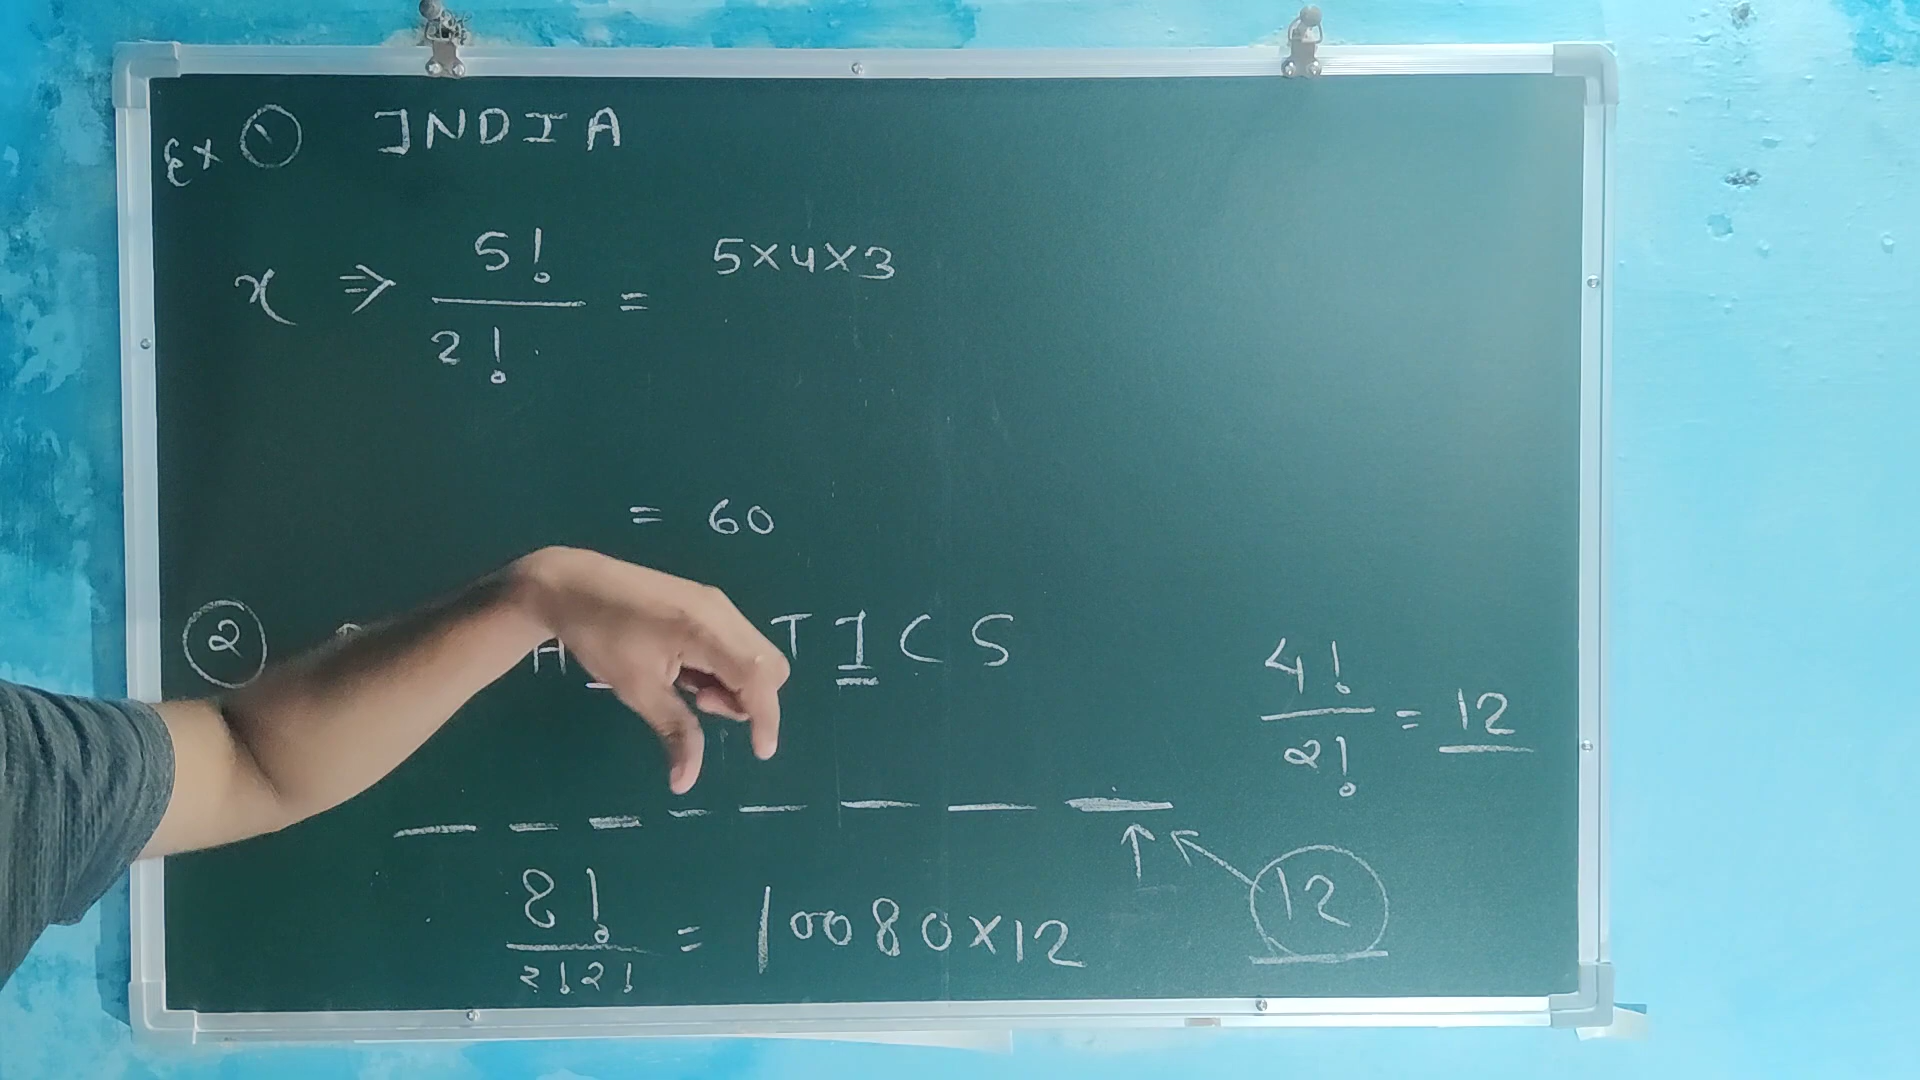 Ex ① INDIA
x ⇒ 5! / 2! = 5×4×3
= 60
② A TICS
4! / 2! = 12
12
8! / 2!2! = 10080×12